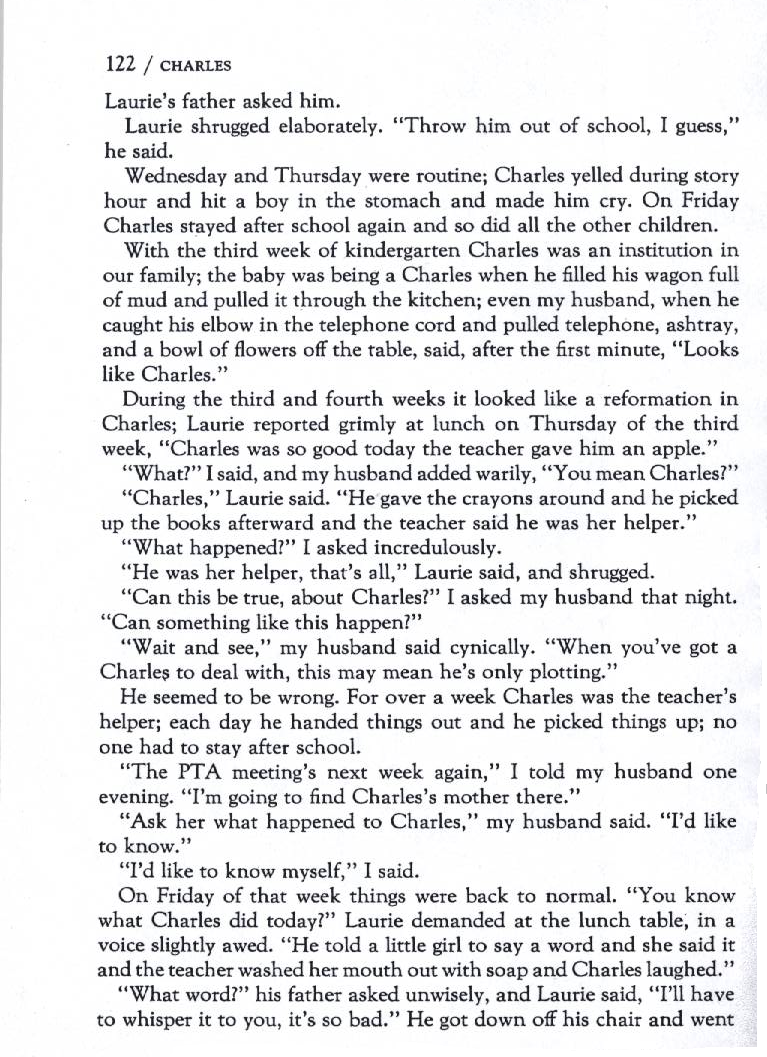 122 / CHARLES
Laurie's father asked him.
Laurie shrugged elaborately. “Throw him out of school, I guess,”
he said.
Wednesday and Thursday were routine; Charles yelled during story
hour and hit a boy in the stomach and made him cry. On Friday
Charles stayed after school again and so did all the other children.
With the third week of kindergarten Charles was an institution in
our family; the baby was being a Charles when he filled his wagon full
of mud and pulled it through the kitchen; even my husband, when he
caught his elbow in the telephone cord and pulled telephone, ashtray,
and a bowl of flowers off the table, said, after the first minute, “Looks
like Charles.”
During the third and fourth weeks it looked like a reformation in
Charles; Laurie reported grimly at lunch on Thursday of the third
week, “Charles was so good today the teacher gave him an apple.”
“What?” I said, and my husband added warily, “You mean Charles?”
“Charles,” Laurie said. “He gave the crayons around and he picked
up the books afterward and the teacher said he was her helper.”
“What happened?” I asked incredulously.
“He was her helper, that's all,” Laurie said, and shrugged.
“Can this be true, about Charles?” I asked my husband that night.
“Can something like this happen?”
“Wait and see,” my husband said cynically. “When you've got a
Charles to deal with, this may mean he's only plotting.”
He seemed to be wrong. For over a week Charles was the teacher's
helper; each day he handed things out and he picked things up; no
one had to stay after school.
“The PTA meeting's next week again,” I told my husband one
evening. “I'm going to find Charles's mother there.”
“Ask her what happened to Charles,” my husband said. “I'd like
to know.”
“I'd like to know myself,” I said.
On Friday of that week things were back to normal. “You know
what Charles did today?” Laurie demanded at the lunch table, in a
voice slightly awed. “He told a little girl to say a word and she said it
and the teacher washed her mouth out with soap and Charles laughed.”
“What word?” his father asked unwisely, and Laurie said, “I'll have
to whisper it to you, it's so bad.” He got down off his chair and went